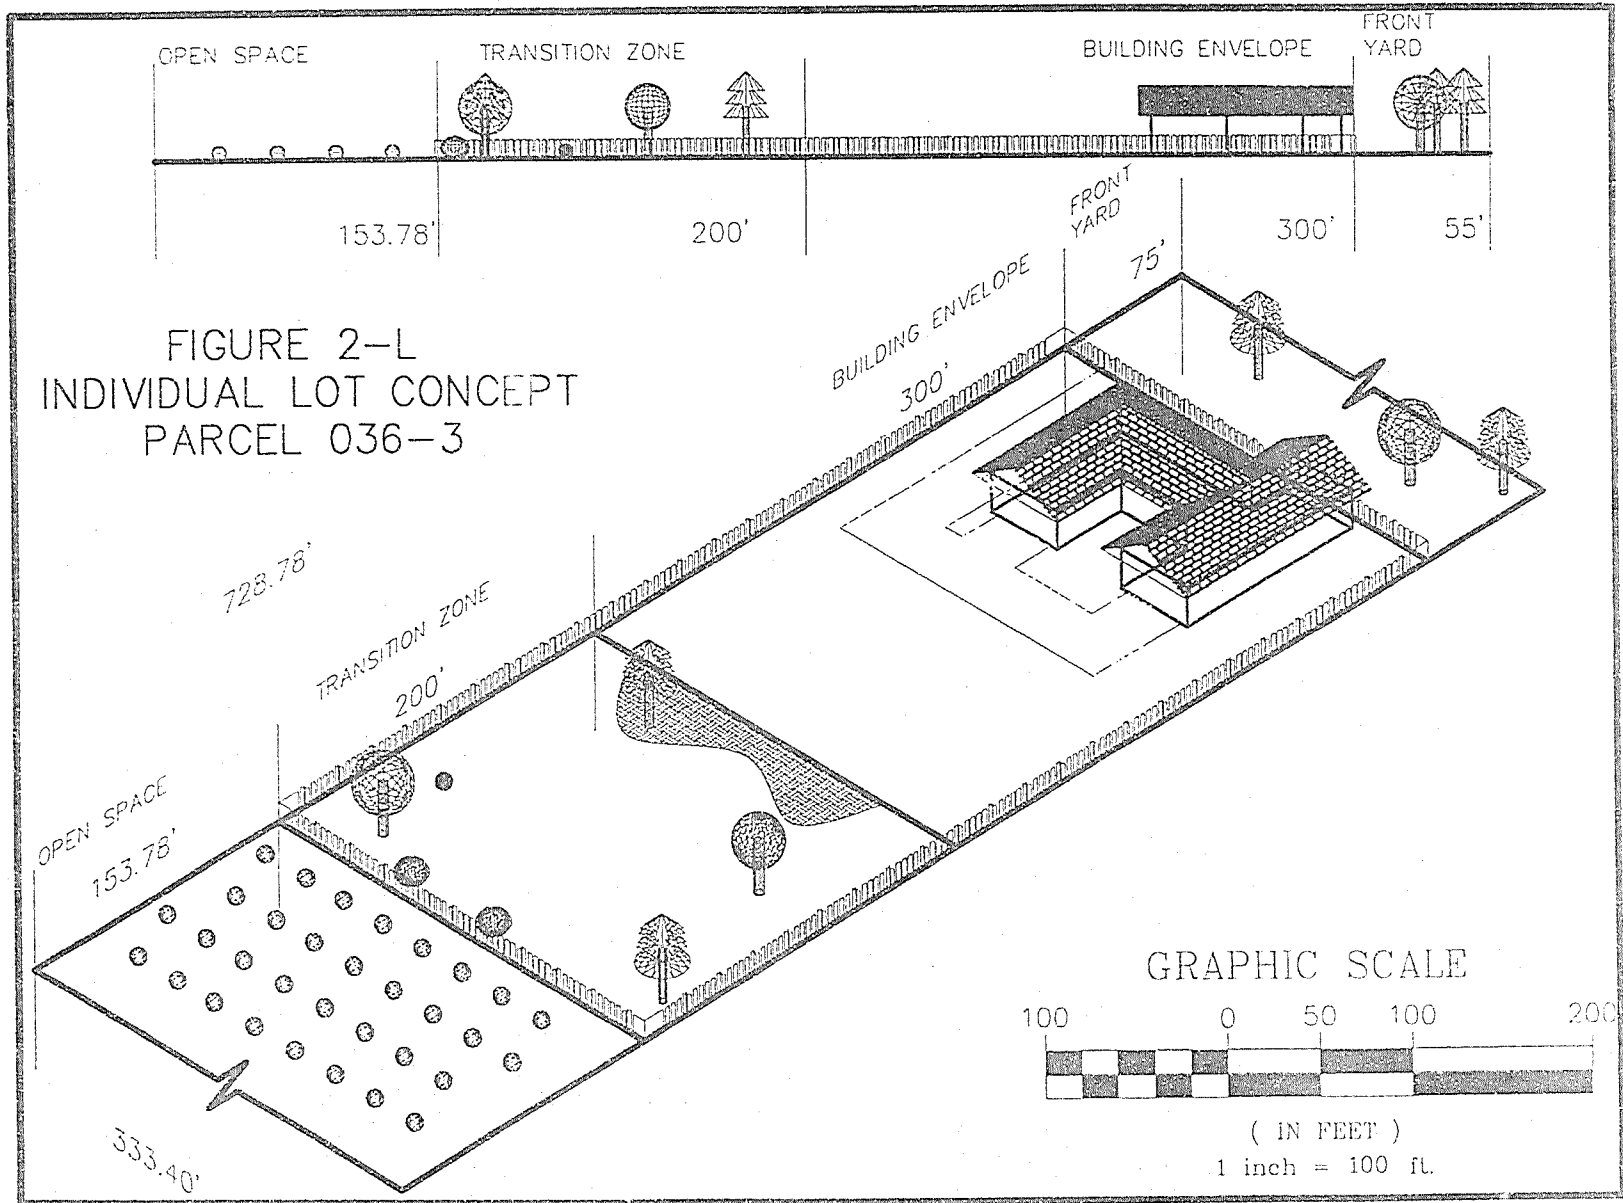 OPEN SPACE
TRANSITION ZONE
BUILDING ENVELOPE
FRONT
YARD
153.78'
200'
300'
55'
FRONT
YARD
75'
BUILDING ENVELOPE
300'
FIGURE 2-L
INDIVIDUAL LOT CONCEPT
PARCEL 036-3
728.78'
TRANSITION ZONE
200'
OPEN SPACE
153.78'
333.40'
GRAPHIC SCALE
100 0 50 100 200
( IN FEET )
1 inch = 100 ft.